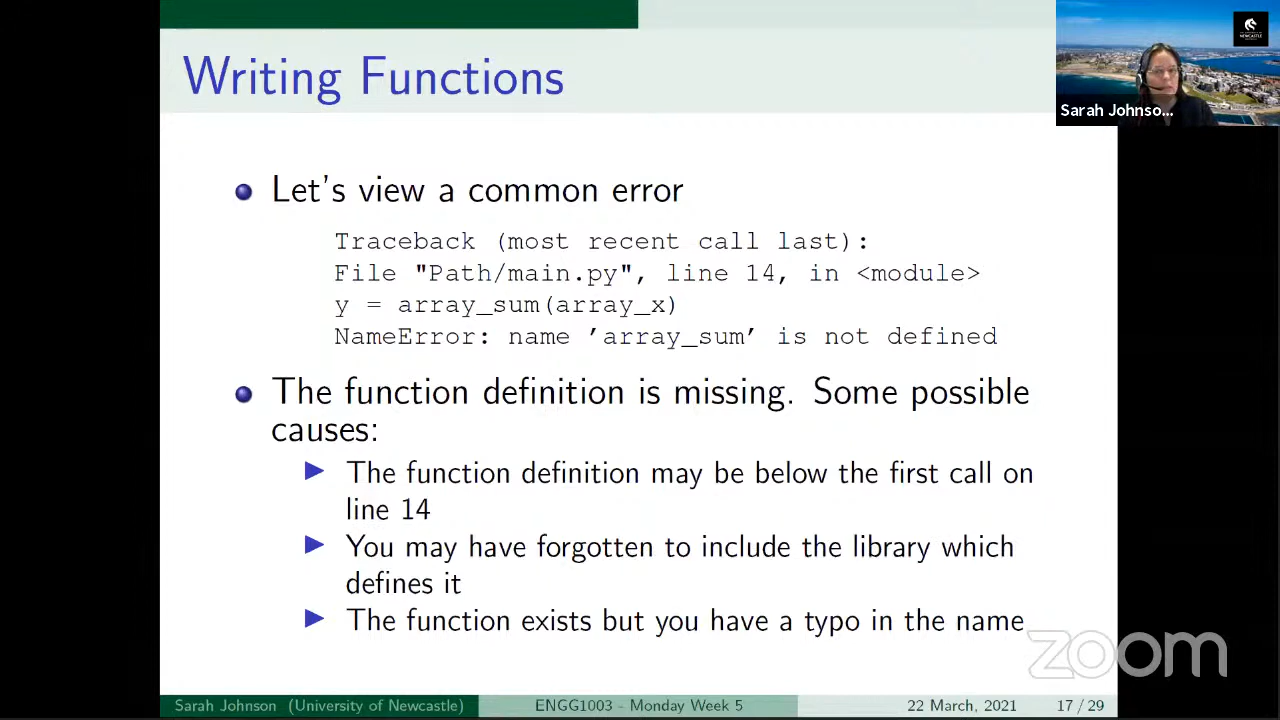 Writing Functions
Sarah Johnso...
Let's view a common error
Traceback (most recent call last):
File "Path/main.py", line 14, in <module>
y = array_sum(array_x)
NameError: name ’array_sum’ is not defined
The function definition is missing. Some possible
causes:
The function definition may be below the first call on
line 14
You may have forgotten to include the library which
defines it
The function exists but you have a typo in the name
zoom
Sarah Johnson (University of Newcastle)
ENGG1003 - Monday Week 5
22 March, 2021
17 / 29